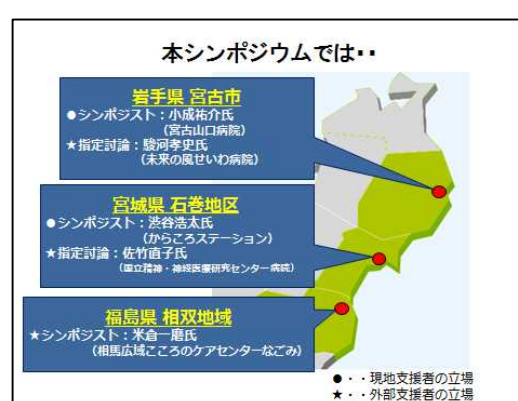 本シンポジウムでは・・
岩手県 宮古市
●シンポジスト：小成祐介氏
（宮古山口病院）
★指定討論：駿河孝史氏
（未来の風せいわ病院）
宮城県 石巻地区
●シンポジスト：渋谷浩太氏
（からころステーション）
★指定討論：佐竹直子氏
（国立精神・神経医療研究センター病院）
福島県 相双地域
★シンポジスト：米倉一磨氏
（相馬広域こころのケアセンターなごみ）
●・・現地支援者の立場
★・・外部支援者の立場